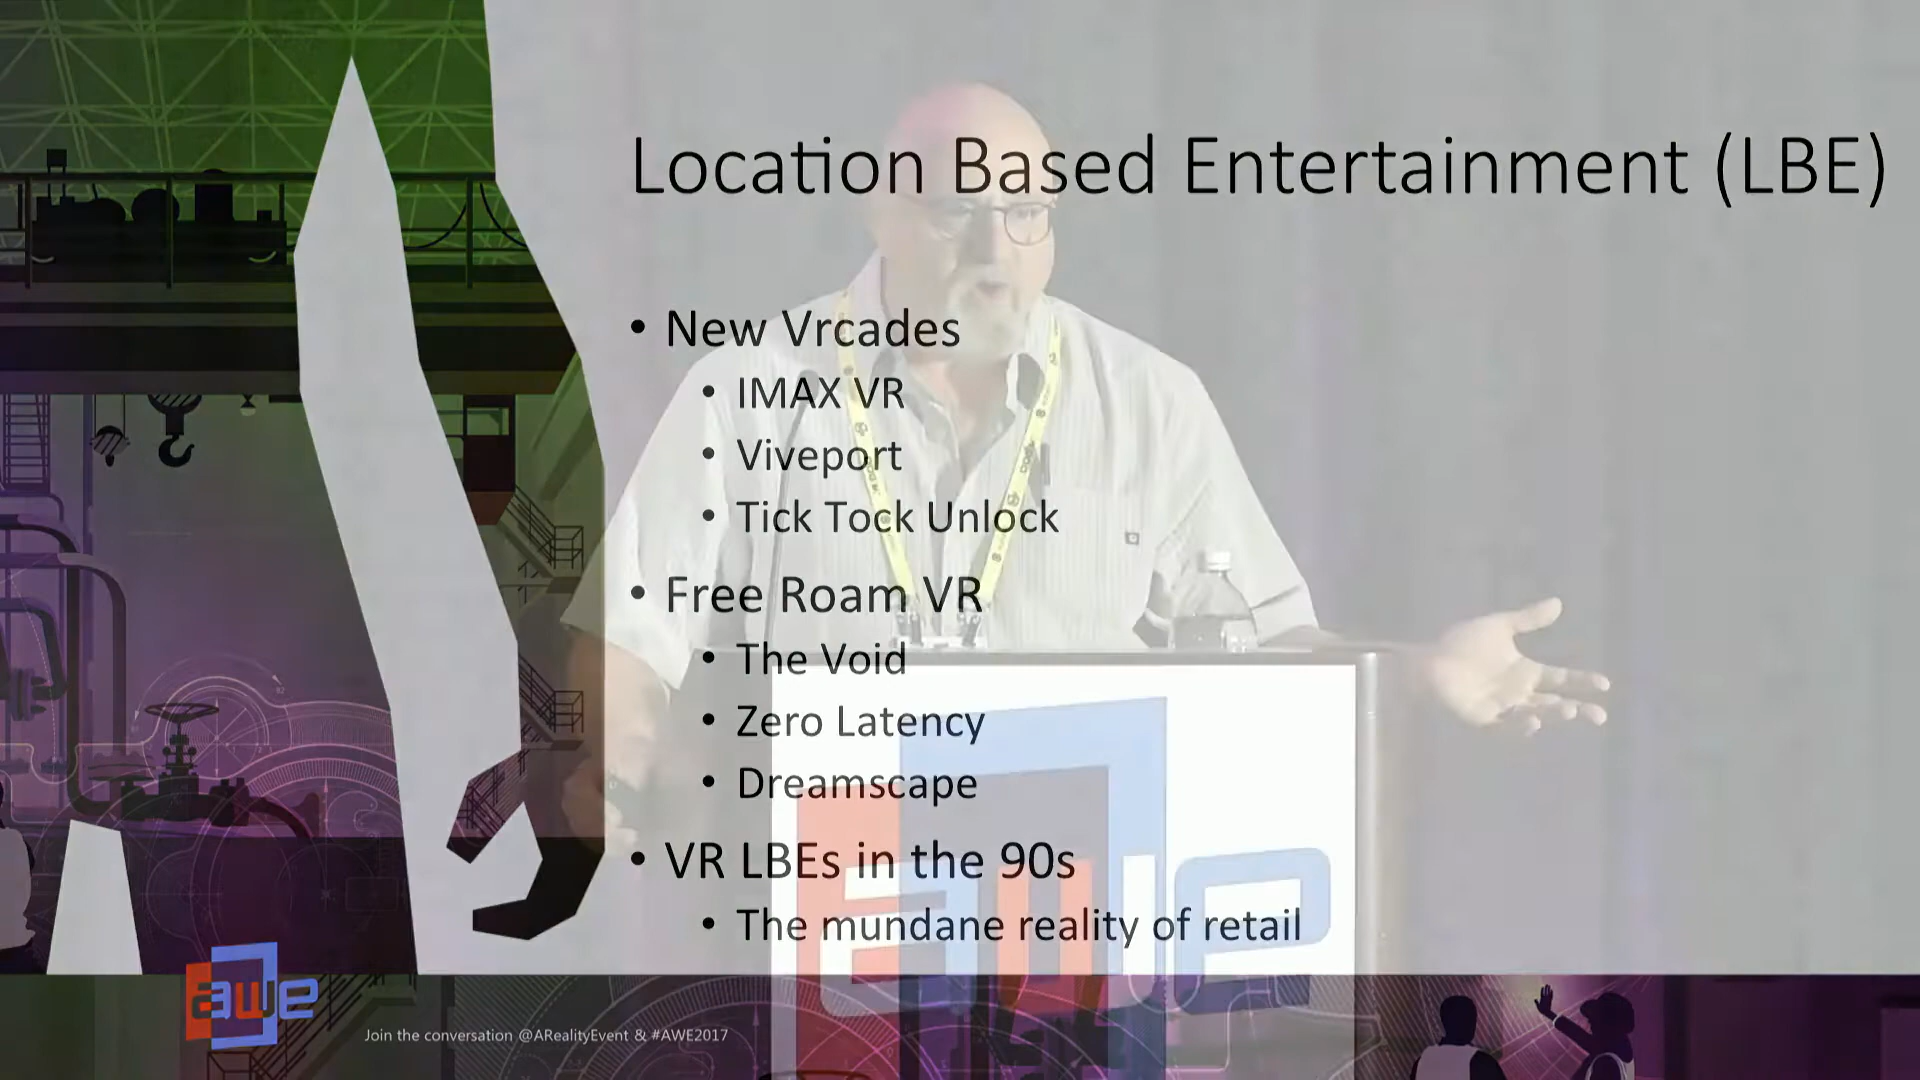 Location Based Entertainment (LBE)
• New Vrcades
• IMAX VR
• Viveport
• Tick Tock Unlock
• Free Roam VR
• The Void
• Zero Latency
• Dreamscape
• VR LBEs in the 90s
• The mundane reality of retail
awe
awe
Join the conversation @ARealityEvent & #AWE2017